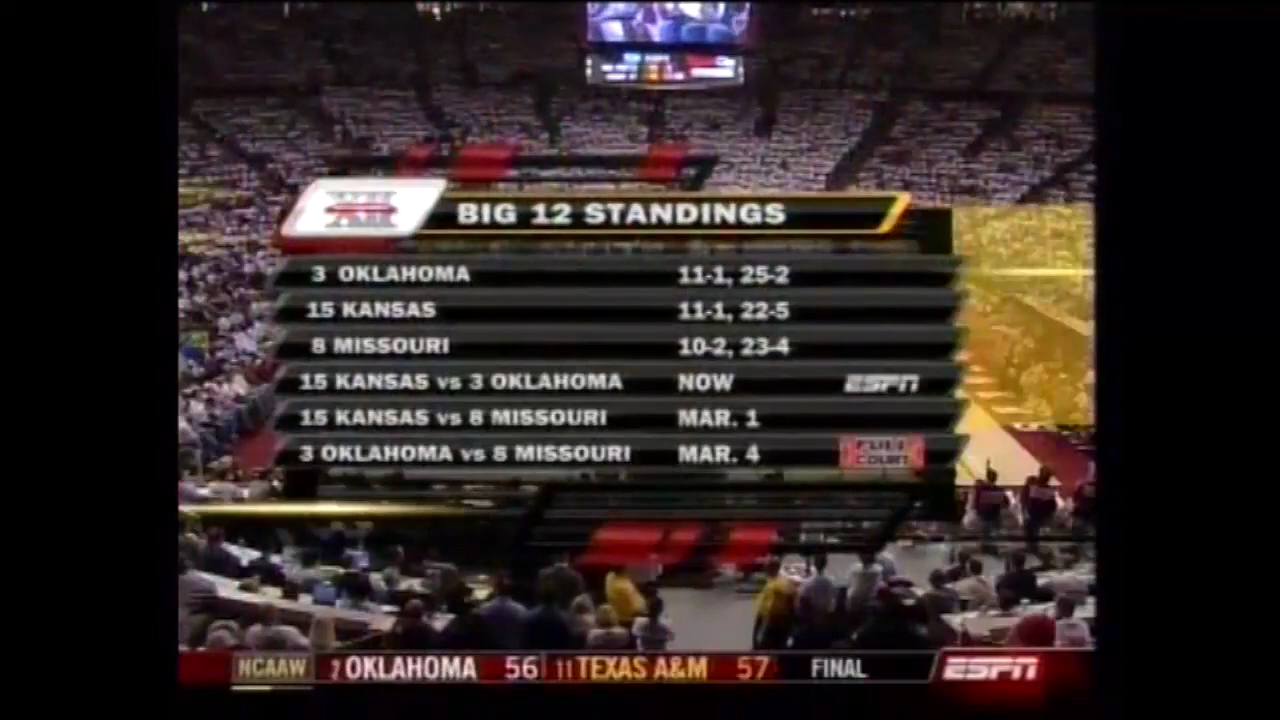 XII
BIG 12 STANDINGS
3 OKLAHOMA 11-1, 25-2
15 KANSAS 11-1, 22-5
8 MISSOURI 10-2, 23-4
15 KANSAS vs 3 OKLAHOMA NOW ESPN
15 KANSAS vs 8 MISSOURI MAR. 1
3 OKLAHOMA vs 8 MISSOURI MAR. 4 FULL COURT
NCAAW 2 OKLAHOMA 56 11 TEXAS A&M 57 FINAL ESPN